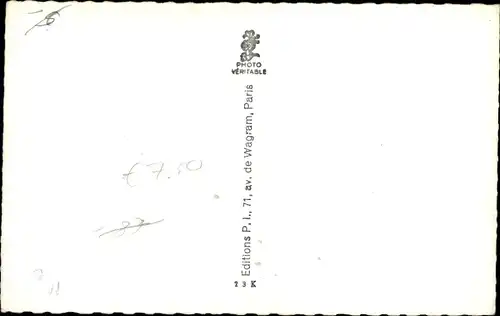 PHOTO
VÉRITABLE
Editions P. I., 71, av. de Wagram, Paris
23 K
€7.50